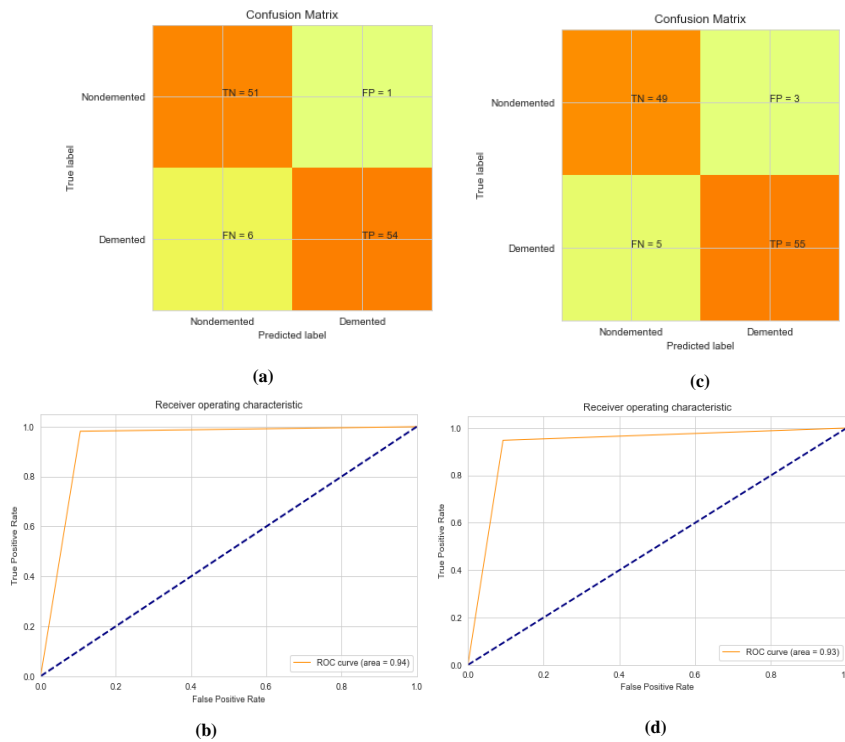 Confusion Matrix
Nondemented
TN = 51
FP = 1
True label
Demented
FN = 6
TP = 54
Nondemented
Demented
Predicted label
(a)
Confusion Matrix
Nondemented
TN = 49
FP = 3
True label
Demented
FN = 5
TP = 55
Nondemented
Demented
Predicted label
(c)
Receiver operating characteristic
1.0
0.8
0.6
0.4
0.2
0.0
True Positive Rate
ROC curve (area = 0.94)
0.0 0.2 0.4 0.6 0.8 1.0
False Positive Rate
(b)
Receiver operating characteristic
1.0
0.8
0.6
0.4
0.2
0.0
True Positive Rate
ROC curve (area = 0.93)
0.0 0.2 0.4 0.6 0.8
False Positive Rate
(d)